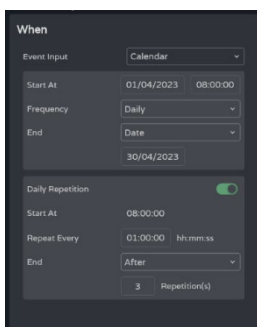 When
Event Input Calendar
Start At 01/04/2023 08:00:00
Frequency Daily
End Date
30/04/2023
Daily Repetition
Start At 08:00:00
Repeat Every 01:00:00 hh:mm:ss
End After
3 Repetition(s)